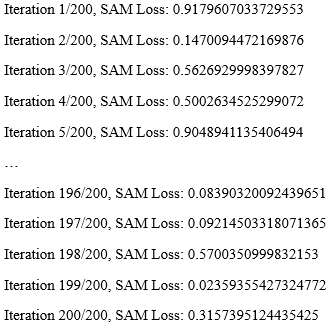 Iteration 1/200, SAM Loss: 0.9179607033729553
Iteration 2/200, SAM Loss: 0.1470094472169876
Iteration 3/200, SAM Loss: 0.5626929998397827
Iteration 4/200, SAM Loss: 0.5002634525299072
Iteration 5/200, SAM Loss: 0.9048941135406494
…
Iteration 196/200, SAM Loss: 0.08390320092439651
Iteration 197/200, SAM Loss: 0.09214503318071365
Iteration 198/200, SAM Loss: 0.5700350999832153
Iteration 199/200, SAM Loss: 0.02359355427324772
Iteration 200/200, SAM Loss: 0.3157395124435425